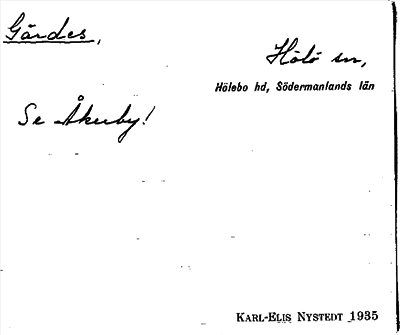 Gärdes,
Hölö sn,
Hölebo hd, Södermanlands län
Se Åkerby!
KARL-ELIS NYSTEDT 1935